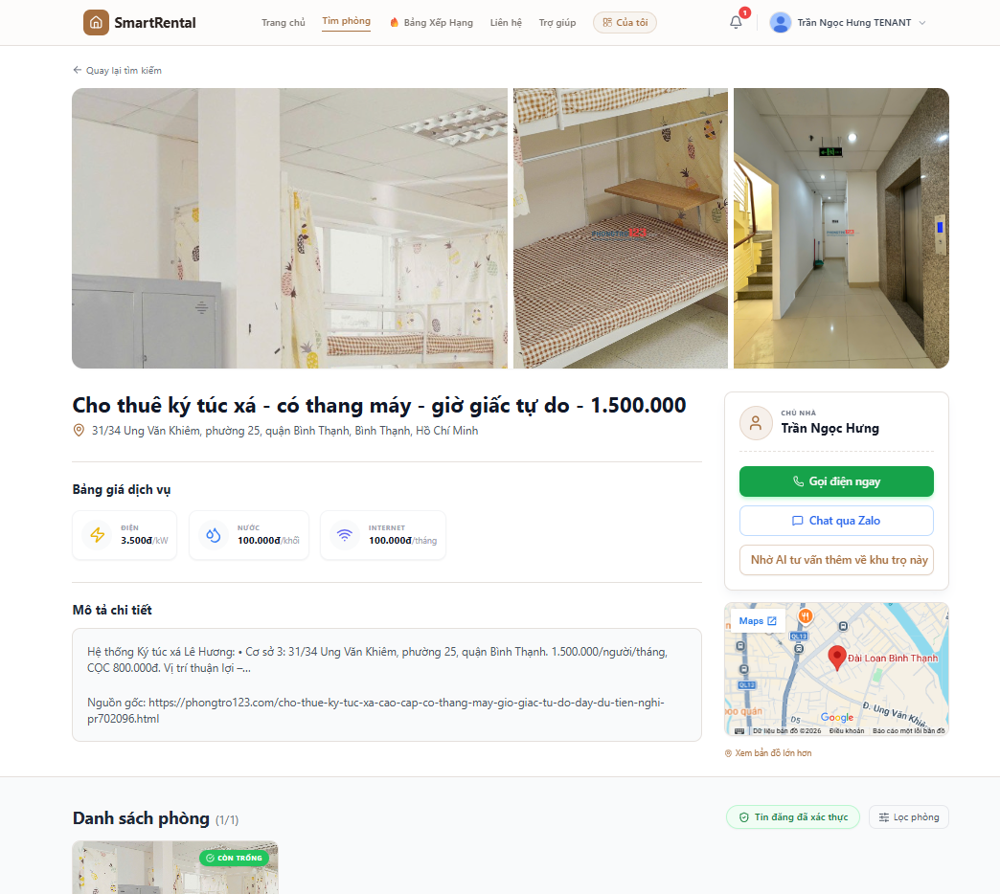 SmartRental
Trang chủ
Tìm phòng
Bảng Xếp Hạng
Liên hệ
Trợ giúp
Của tôi
1
Trần Ngọc Hưng TENANT
Quay lại tìm kiếm
PHONGTRO123
Cho thuê ký túc xá - có thang máy - giờ giấc tự do - 1.500.000
31/34 Ung Văn Khiêm, phường 25, quận Bình Thạnh, Bình Thạnh, Hồ Chí Minh
Bảng giá dịch vụ
ĐIỆN
3.500đ/kW
NƯỚC
100.000đ/khối
INTERNET
100.000đ/tháng
Mô tả chi tiết
Hệ thống Ký túc xá Lê Hương: • Cơ sở 3: 31/34 Ung Văn Khiêm, phường 25, quận Bình Thạnh. 1.500.000/người/tháng,
CỌC 800.000đ. Vị trí thuận lợi –...
Nguồn gốc: https://phongtro123.com/cho-thue-ky-tuc-xa-cao-cap-co-thang-may-gio-giac-tu-do-day-du-tien-nghi-
pr702096.html
CHỦ NHÀ
Trần Ngọc Hưng
Gọi điện ngay
Chat qua Zalo
Nhờ AI tư vấn thêm về khu trọ này
Maps
QL13
Đài Loan Bình Thạnh
QL13
quán
D5
Đ. Ung Văn Khiê
Google
Dữ liệu bản đồ ©2026
Điều khoản
Báo cáo một lỗi bản đồ
Xem bản đồ lớn hơn
Danh sách phòng (1/1)
Tin đăng đã xác thực
Lọc phòng
CÒN TRỐNG